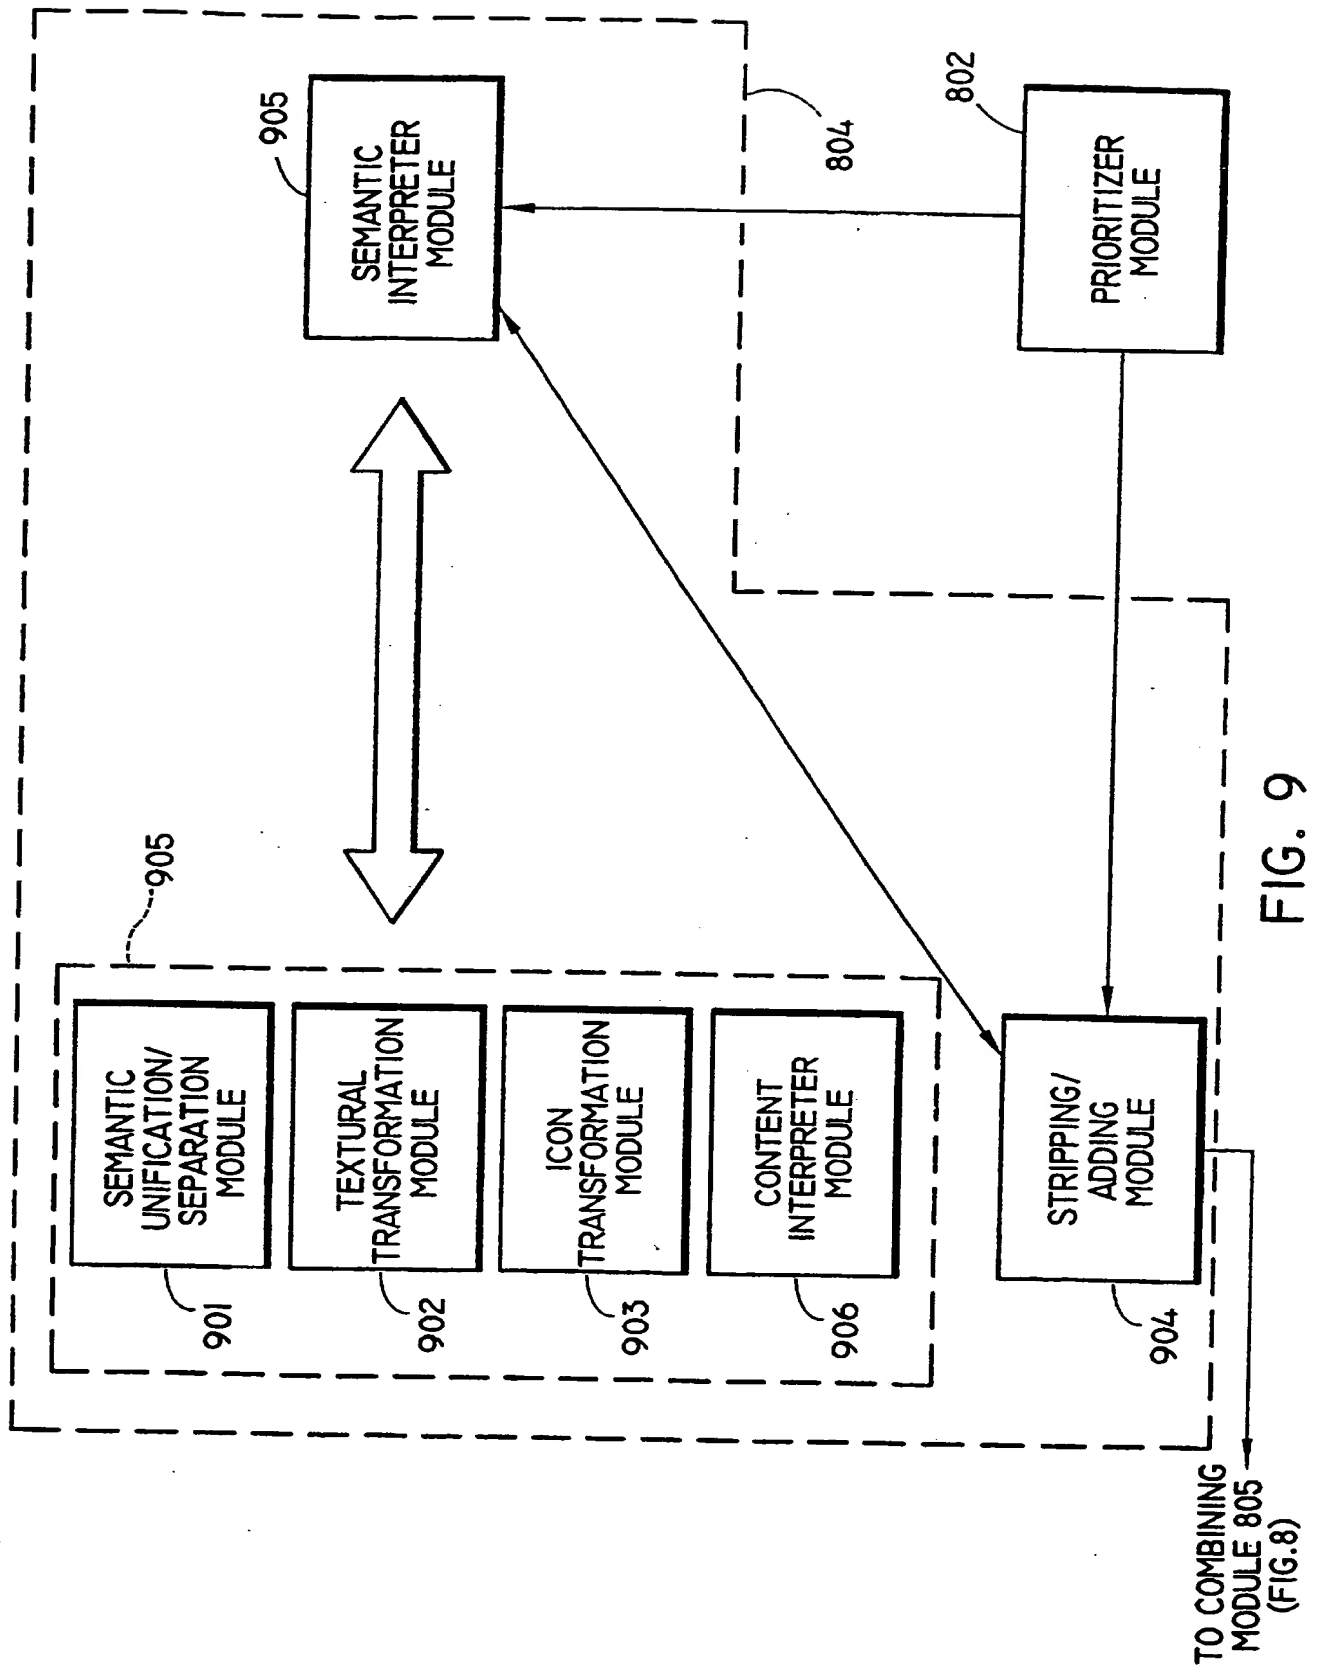 905
SEMANTIC
UNIFICATION/
SEPARATION
MODULE
901
TEXTURAL
TRANSFORMATION
MODULE
902
ICON
TRANSFORMATION
MODULE
903
CONTENT
INTERPRETER
MODULE
906
905
SEMANTIC
INTERPRETER
MODULE
804
802
PRIORITIZER
MODULE
STRIPPING/
ADDING
MODULE
904
TO COMBINING
MODULE 805
(FIG.8)
FIG. 9